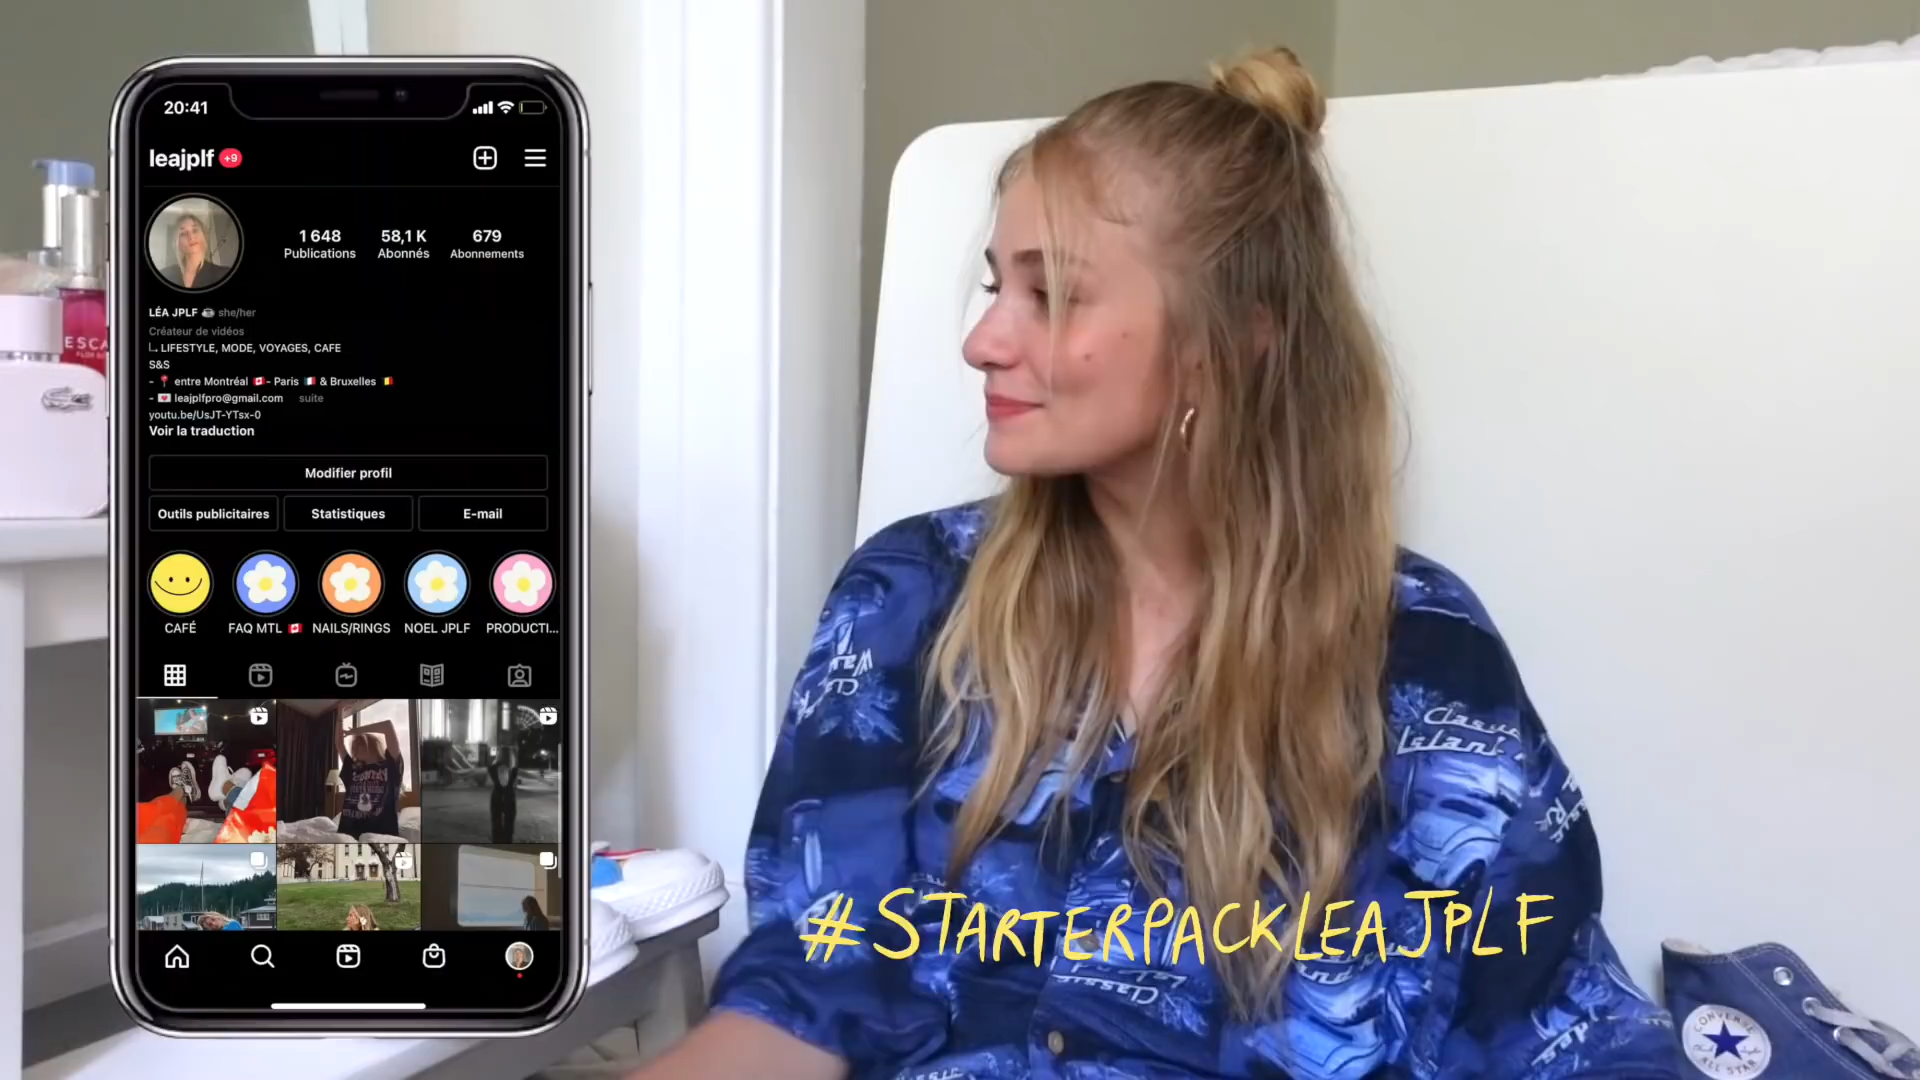 20:41
leajplf +9
1 648 58,1 K 679
Publications Abonnés Abonnements
LÉA JPLF she/her
Créateur de vidéos
LIFESTYLE, MODE, VOYAGES, CAFE
S&S
- 📍 entre Montréal 🇨🇦- Paris 🇫🇷 & Bruxelles 🇧🇪
- 💌 leajplfpro@gmail.com suite
youtu.be/UsJT-YTsx-0
Voir la traduction
Modifier profil
Outils publicitaires Statistiques E-mail
CAFÉ FAQ MTL 🇨🇦 NAILS/RINGS NOEL JPLF PRODUCTI...
ESCA
Classic
Island
Classic
#STARTERPACKLEAJPLF
CONVERSE
ALL STAR